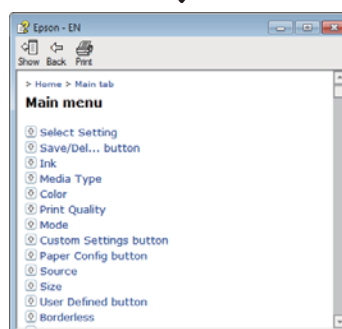 Epson - EN
Show Back Print
> Home > Main tab
Main menu
Select Setting
Save/Del... button
Ink
Media Type
Color
Print Quality
Mode
Custom Settings button
Paper Config button
Source
Size
User Defined button
Borderless